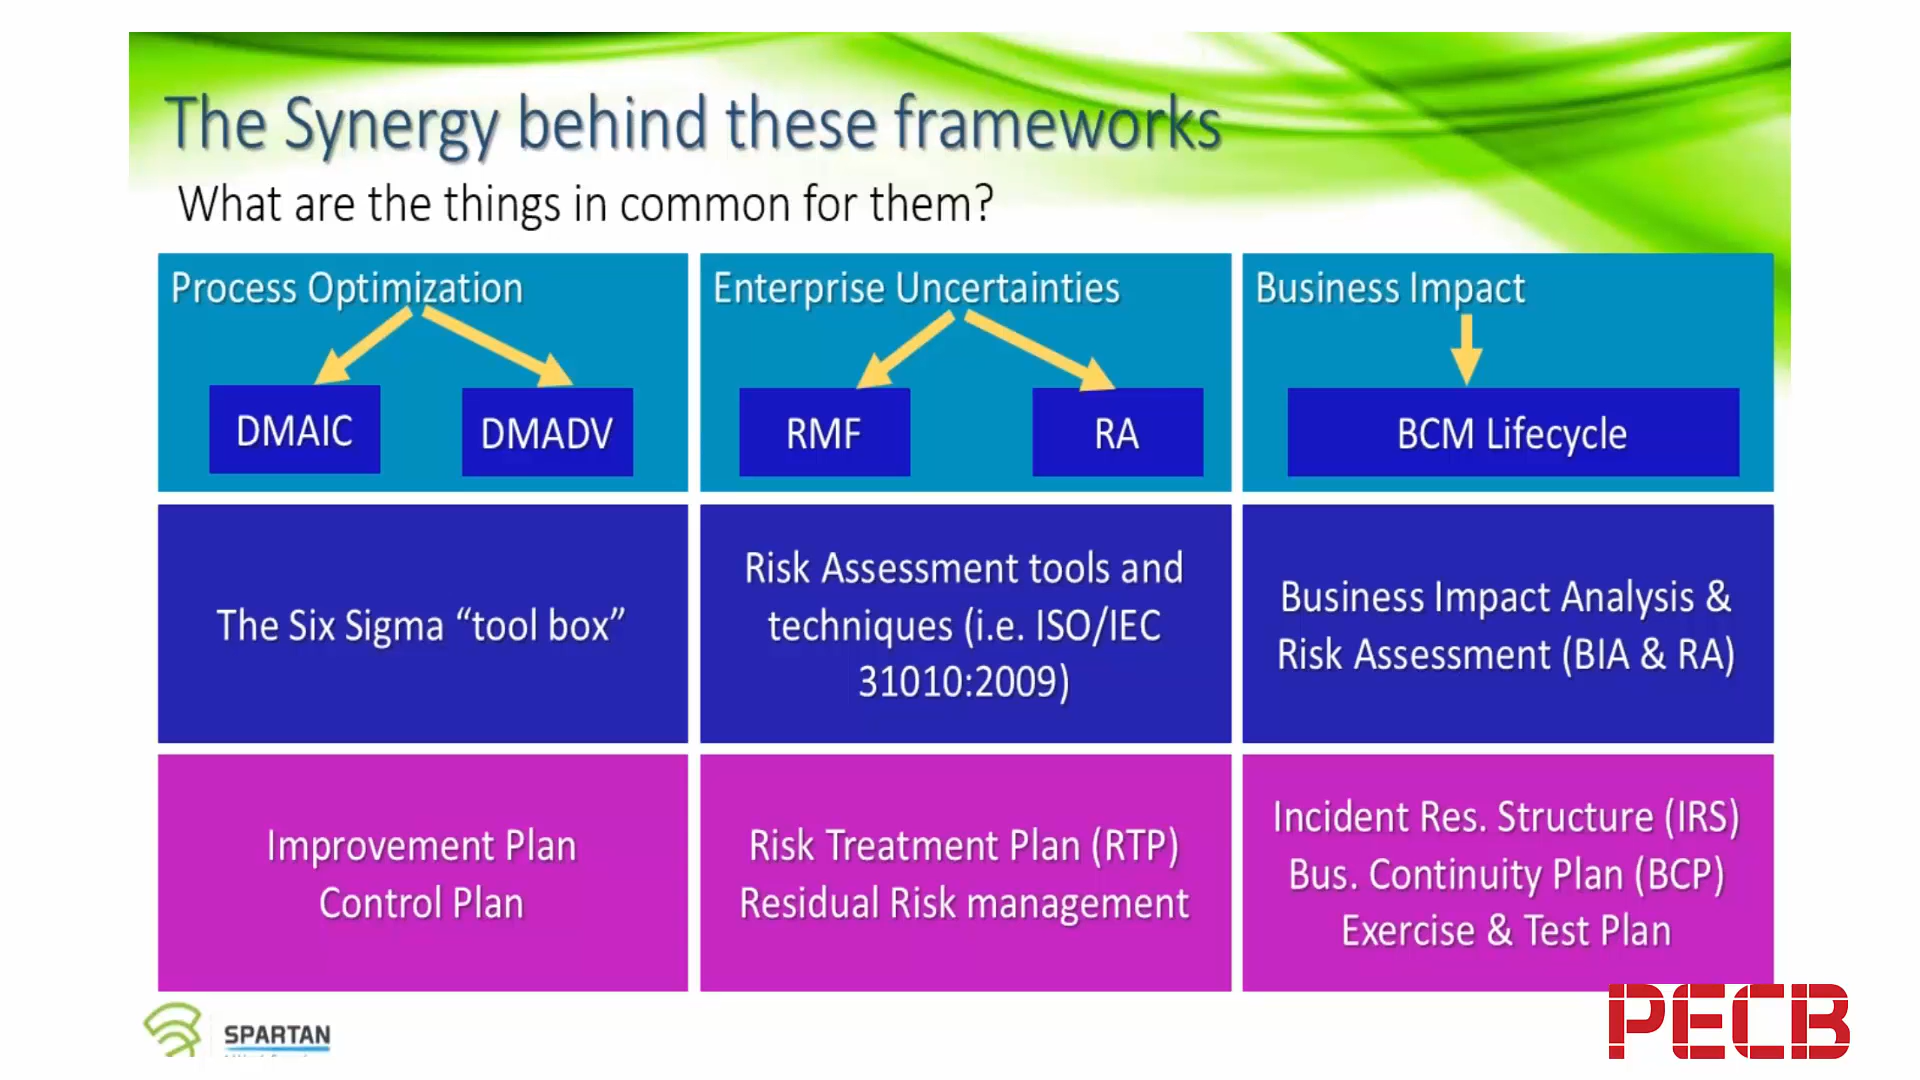 The Synergy behind these frameworks
What are the things in common for them?
Process Optimization
DMAIC
DMADV
Enterprise Uncertainties
RMF
RA
Business Impact
BCM Lifecycle
The Six Sigma “tool box”
Risk Assessment tools and
techniques (i.e. ISO/IEC
31010:2009)
Business Impact Analysis &
Risk Assessment (BIA & RA)
Improvement Plan
Control Plan
Risk Treatment Plan (RTP)
Residual Risk management
Incident Res. Structure (IRS)
Bus. Continuity Plan (BCP)
Exercise & Test Plan
SPARTAN
PECB